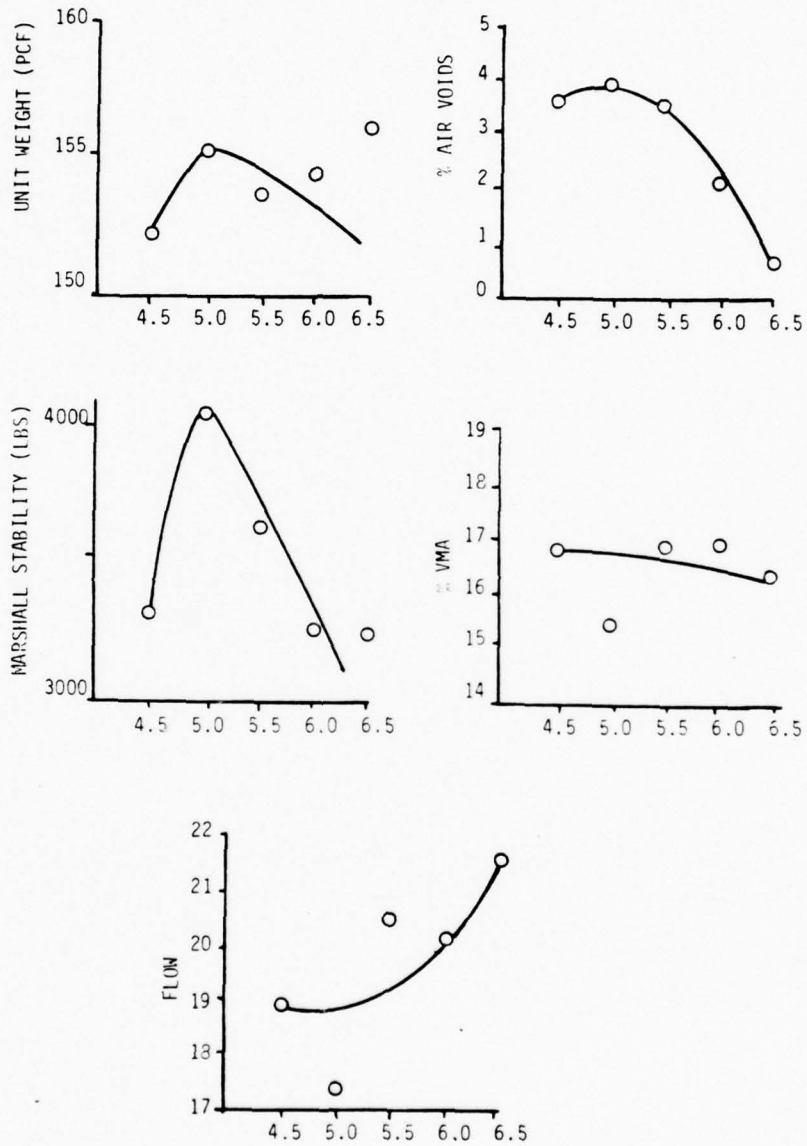 UNIT WEIGHT (PCF)
160
155
150
4.5 5.0 5.5 6.0 6.5
% AIR VOIDS
5
4
3
2
1
0
4.5 5.0 5.5 6.0 6.5
MARSHALL STABILITY (LBS)
4000
3000
4.5 5.0 5.5 6.0 6.5
% VMA
19
18
17
16
15
14
4.5 5.0 5.5 6.0 6.5
FLOW
22
21
20
19
18
17
4.5 5.0 5.5 6.0 6.5